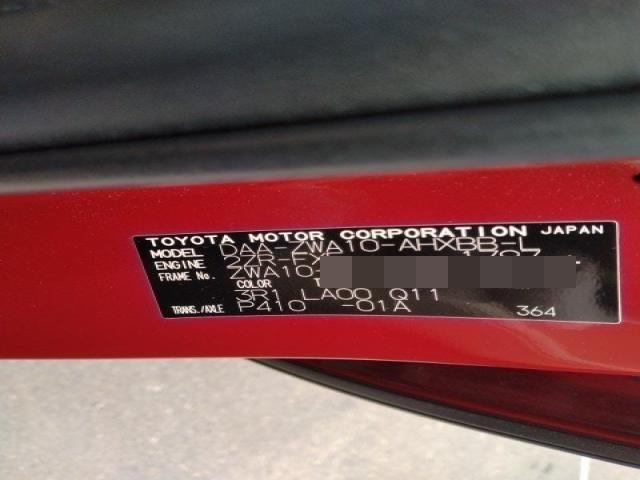 TOYOTA MOTOR CORPORATION JAPAN
MODEL DAA-ZWA10-AHXBB-L
ENGINE 2ZR-FX
FRAME No. ZWA10
COLOR
3R1 LA00 Q11
TRANS./AXLE P410 -01A 364